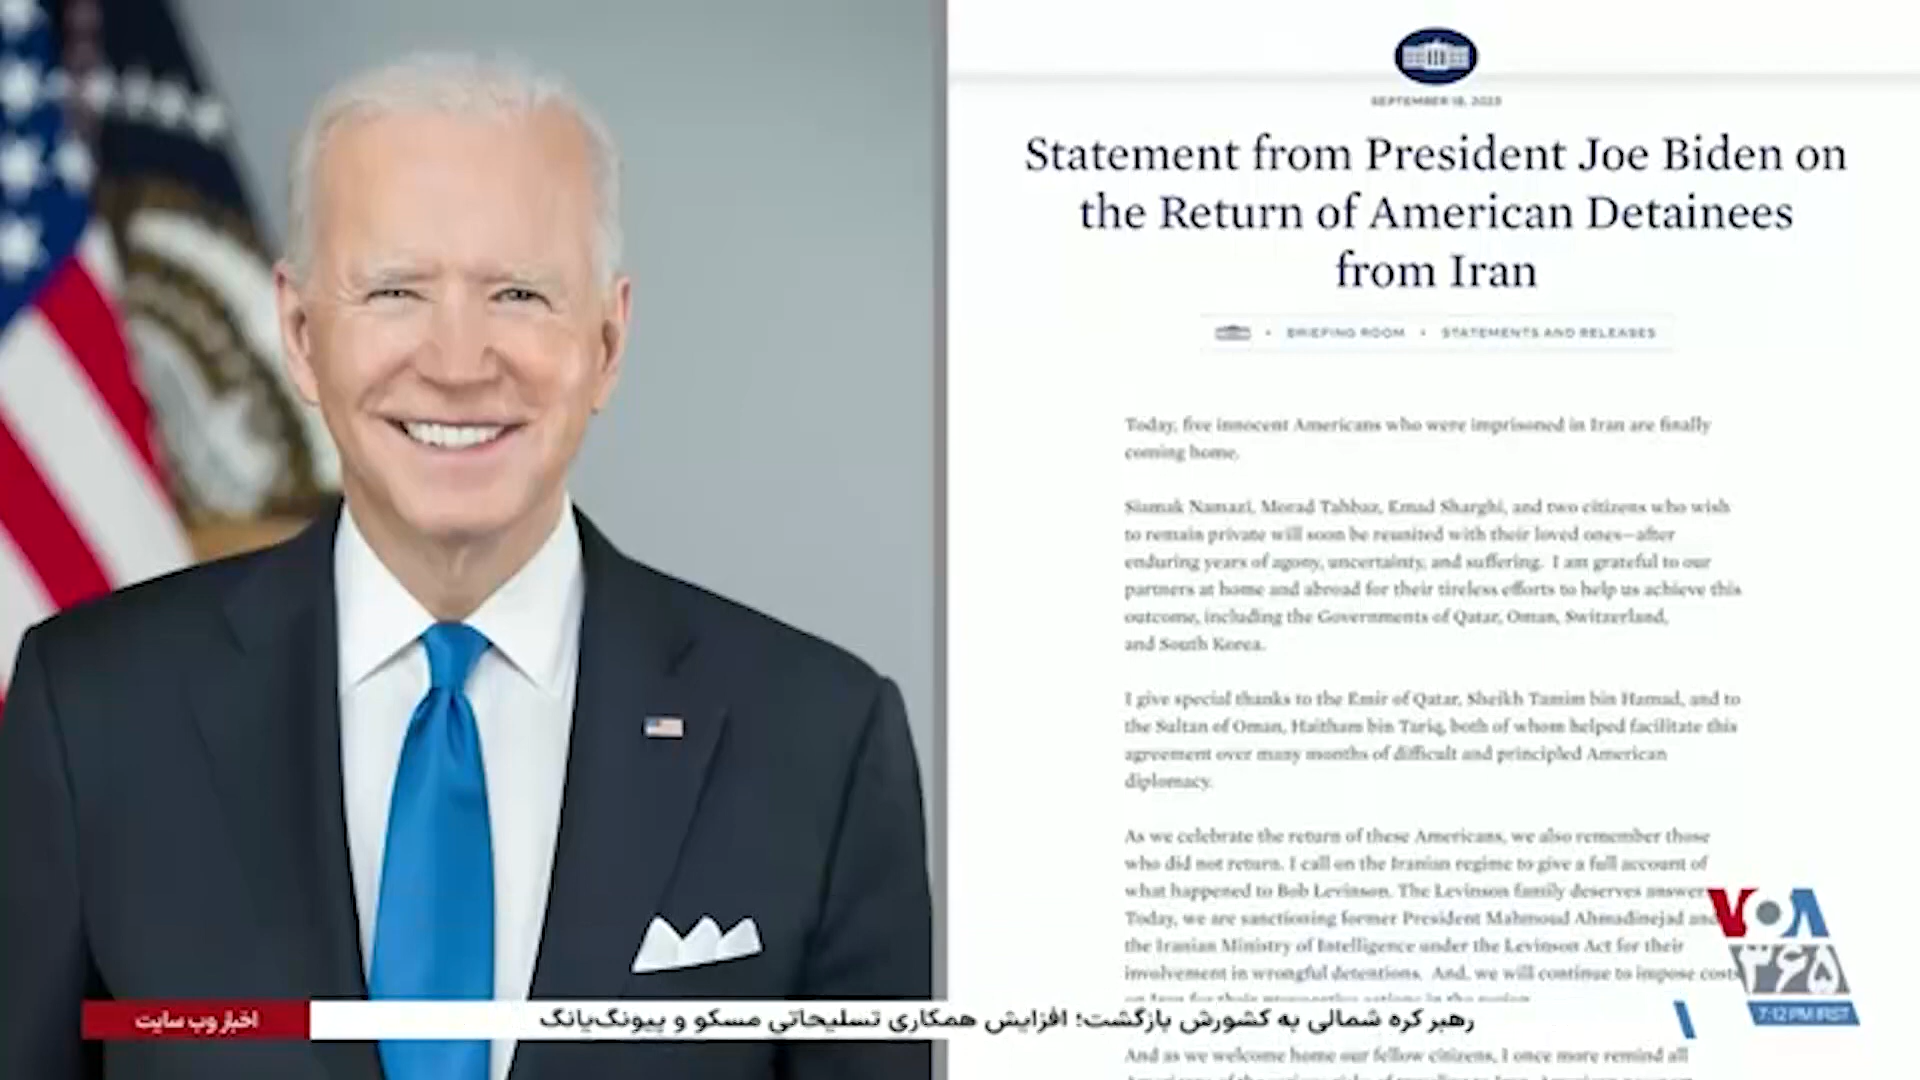 SEPTEMBER 18, 2023
Statement from President Joe Biden on
the Return of American Detainees
from Iran
BRIEFING ROOM • STATEMENTS AND RELEASES
Today, five innocent Americans who were imprisoned in Iran are finally
coming home.
Siamak Namazi, Morad Tahbaz, Emad Sharghi, and two citizens who wish
to remain private will soon be reunited with their loved ones—after
enduring years of agony, uncertainty, and suffering. I am grateful to our
partners at home and abroad for their tireless efforts to help us achieve this
outcome, including the Governments of Qatar, Oman, Switzerland,
and South Korea.
I give special thanks to the Emir of Qatar, Sheikh Tamim bin Hamad, and to
the Sultan of Oman, Haitham bin Tariq, both of whom helped facilitate this
agreement over many months of difficult and principled American
diplomacy.
As we celebrate the return of these Americans, we also remember those
who did not return. I call on the Iranian regime to give a full account of
what happened to Bob Levinson. The Levinson family deserves answer
Today, we are sanctioning former President Mahmoud Ahmadinejad and
the Iranian Ministry of Intelligence under the Levinson Act for their
involvement in wrongful detentions. And, we will continue to impose costs
And as we welcome home our fellow citizens, I once more remind all
VOA
۳۶۵
7:12 PM IRST
اخبار وب سایت
رهبر کره شمالی به کشورش بازگشت؛ افزایش همکاری تسلیحاتی مسکو و پیونگ‌یانگ